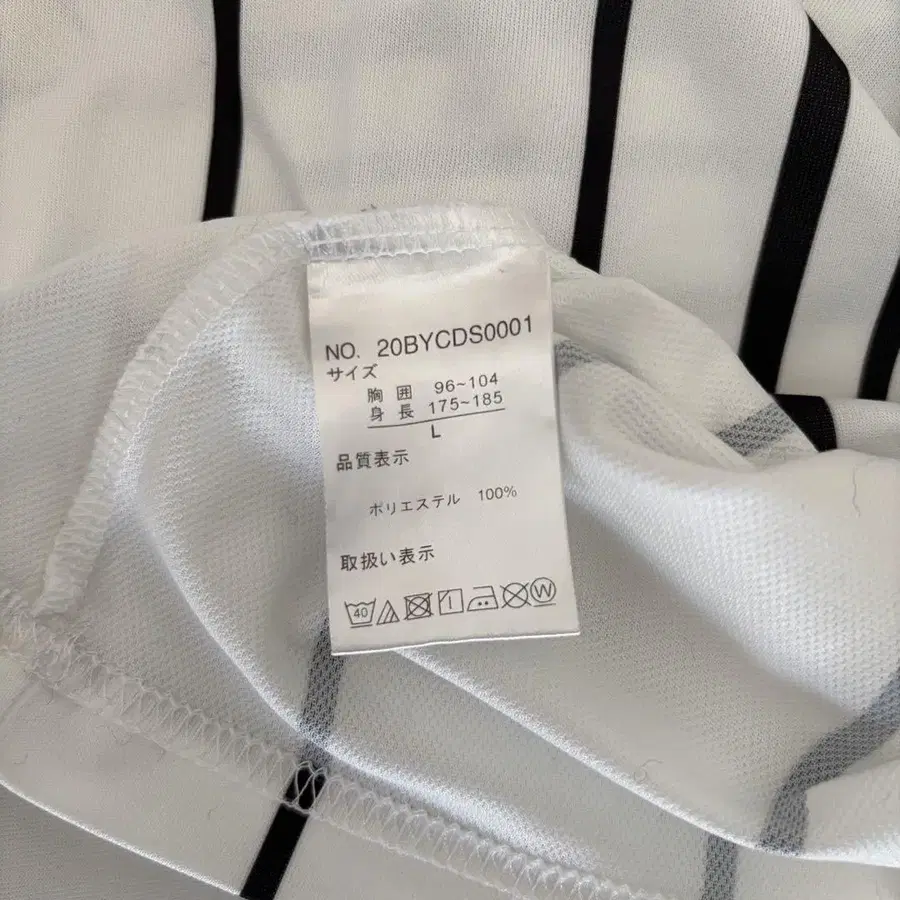 NO. 20BYCDS0001
サイズ
胸 囲 96~104
身 長 175~185
L
品質表示
ポリエステル 100%
取扱い表示
40 W